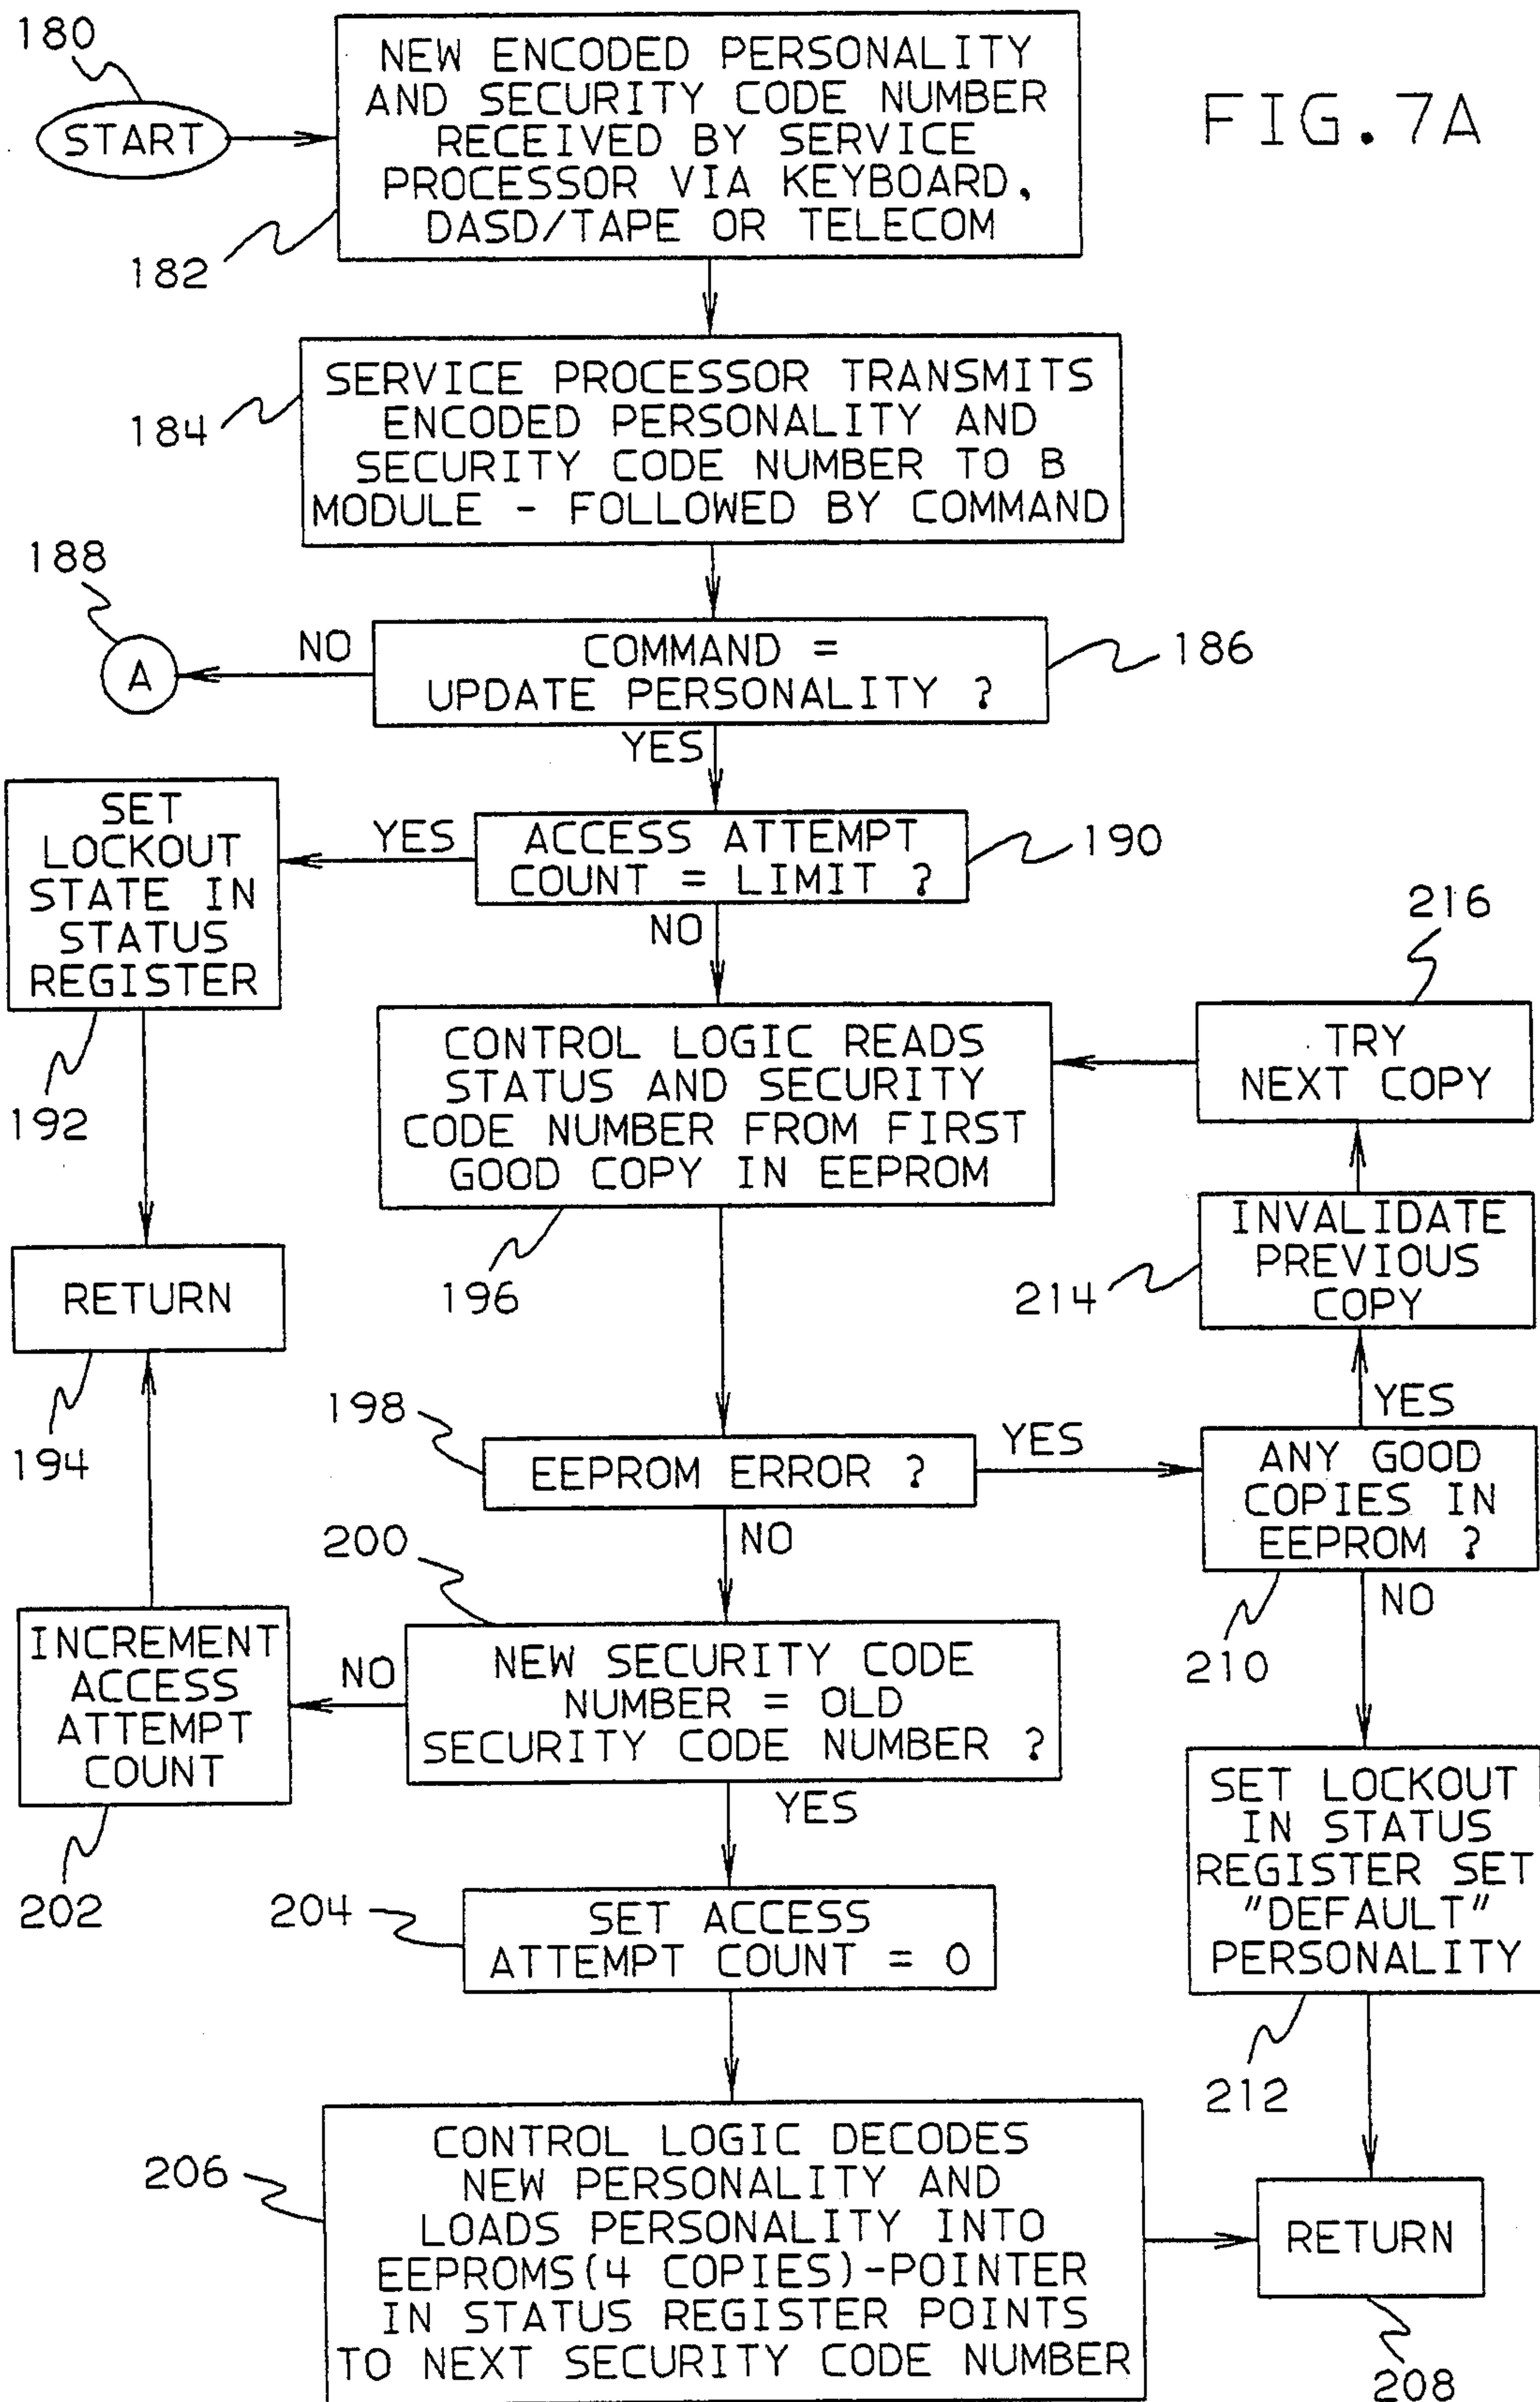 180
START
NEW ENCODED PERSONALITY
AND SECURITY CODE NUMBER
RECEIVED BY SERVICE
PROCESSOR VIA KEYBOARD,
DASD/TAPE OR TELECOM
FIG. 7A
182
SERVICE PROCESSOR TRANSMITS
ENCODED PERSONALITY AND
SECURITY CODE NUMBER TO B
MODULE - FOLLOWED BY COMMAND
184
188
A
NO
COMMAND =
UPDATE PERSONALITY ?
186
YES
SET
LOCKOUT
STATE IN
STATUS
REGISTER
YES
ACCESS ATTEMPT
COUNT = LIMIT ?
190
NO
192
216
TRY
NEXT COPY
CONTROL LOGIC READS
STATUS AND SECURITY
CODE NUMBER FROM FIRST
GOOD COPY IN EEPROM
196
INVALIDATE
PREVIOUS
COPY
214
RETURN
194
YES
198
EEPROM ERROR ?
YES
ANY GOOD
COPIES IN
EEPROM ?
NO
210
NO
200
INCREMENT
ACCESS
ATTEMPT
COUNT
NO
NEW SECURITY CODE
NUMBER = OLD
SECURITY CODE NUMBER ?
YES
202
SET LOCKOUT
IN STATUS
REGISTER SET
"DEFAULT"
PERSONALITY
204
SET ACCESS
ATTEMPT COUNT = 0
212
206
CONTROL LOGIC DECODES
NEW PERSONALITY AND
LOADS PERSONALITY INTO
EEPROMS(4 COPIES)-POINTER
IN STATUS REGISTER POINTS
TO NEXT SECURITY CODE NUMBER
RETURN
208